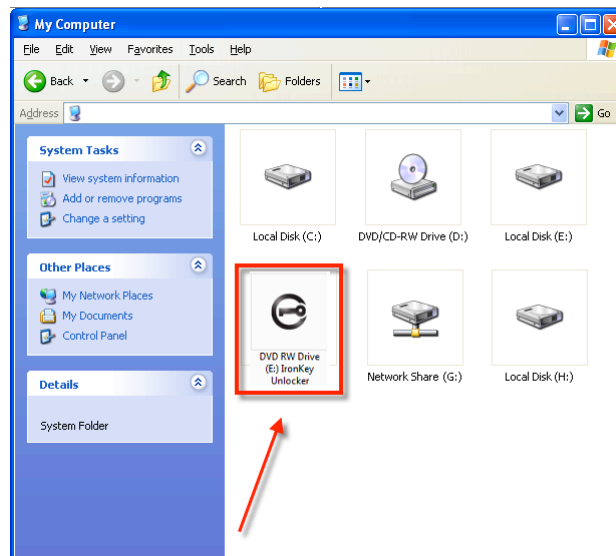 My Computer
File Edit View Favorites Tools Help
Back Search Folders
Address Go
System Tasks
View system information
Add or remove programs
Change a setting
Other Places
My Network Places
My Documents
Control Panel
Details
System Folder
Local Disk (C:) DVD/CD-RW Drive (D:) Local Disk (E:)
DVD RW Drive
(E:) IronKey
Unlocker
Network Share (G:) Local Disk (H:)